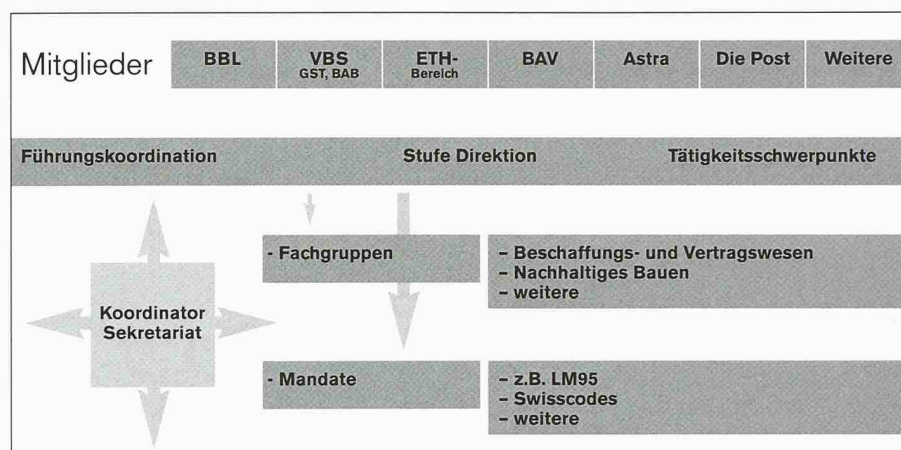 Mitglieder BBL VBS ETH- BAV Astra Die Post Weitere
GST, BAB Bereich
Führungskoordination Stufe Direktion Tätigkeitsschwerpunkte
- Fachgruppen
– Beschaffungs- und Vertragswesen
– Nachhaltiges Bauen
– weitere
Koordinator
Sekretariat
- Mandate
– z.B. LM95
– Swisscodes
– weitere